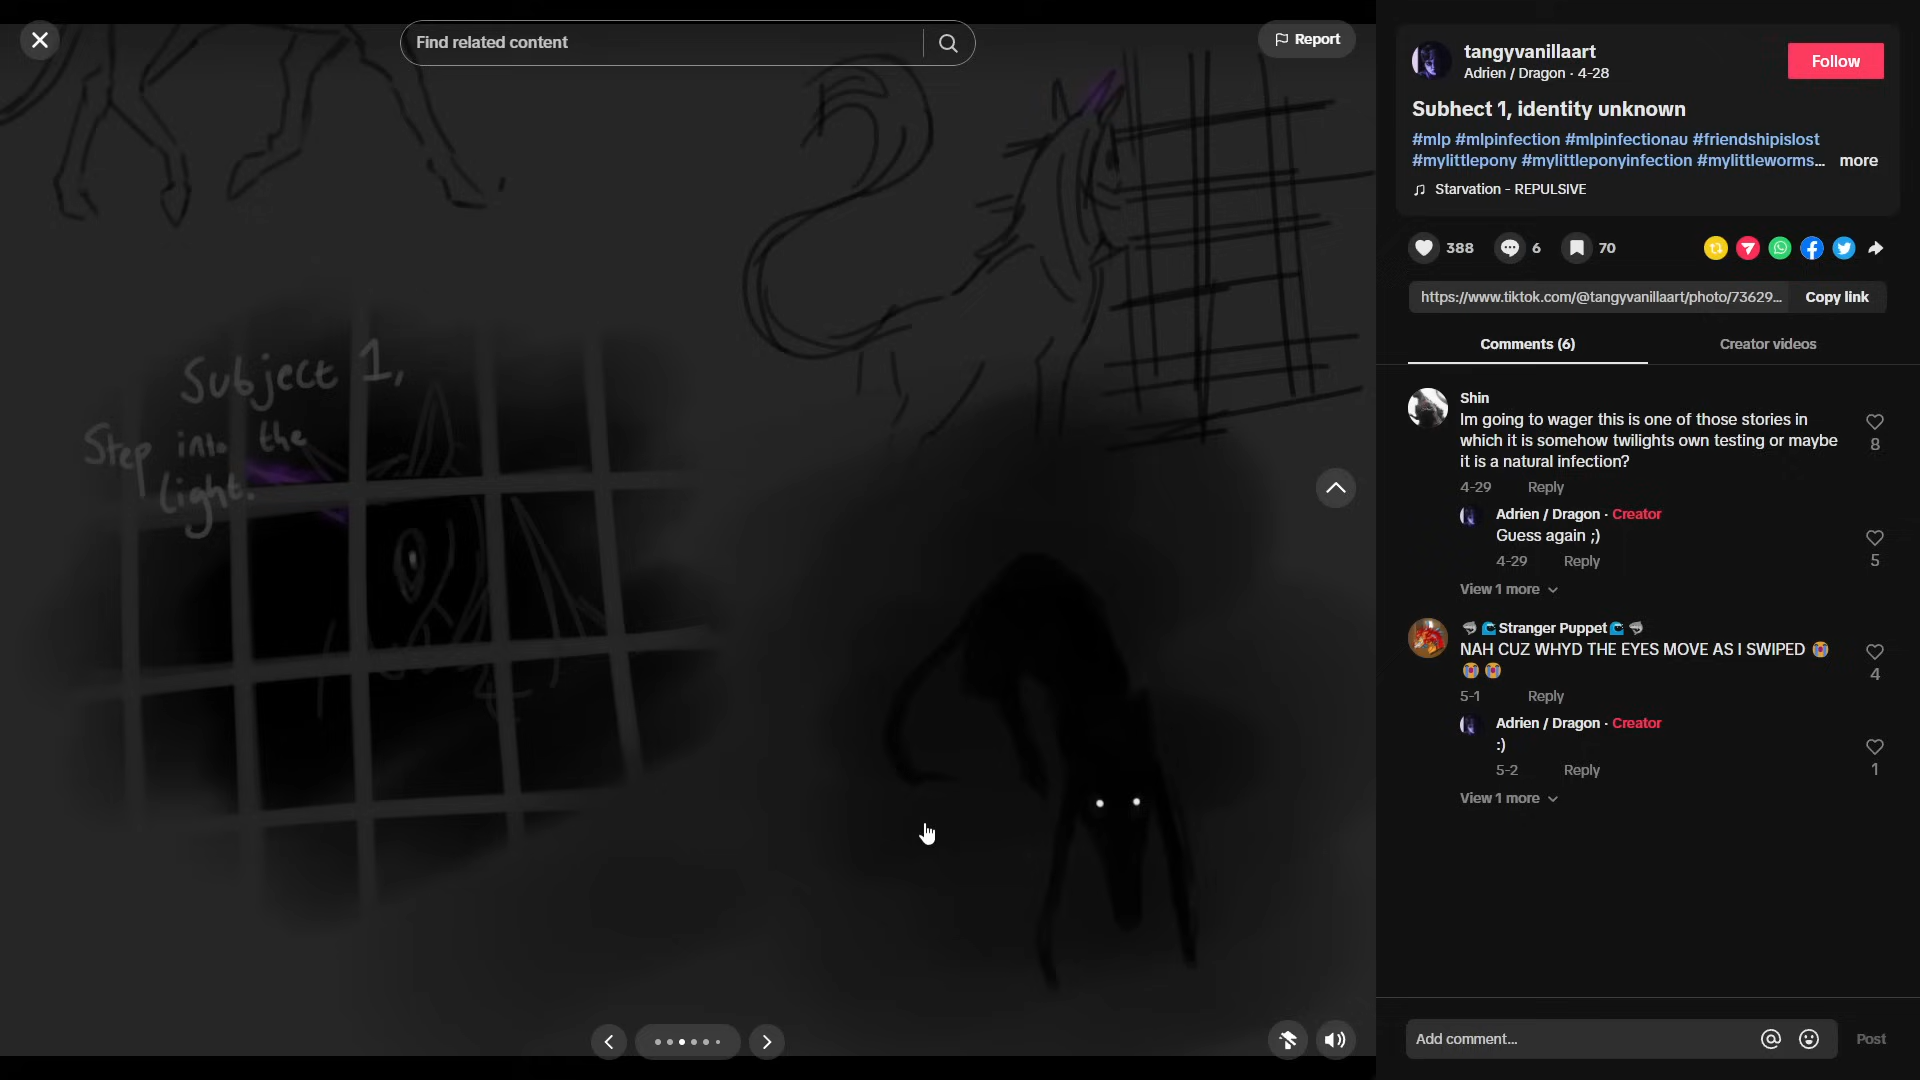 Find related content
Report
Subject 1,
Step into the
light.
tangyvanillaart
Adrien / Dragon · 4-28
Follow
Subhect 1, identity unknown
#mlp #mlpinfection #mlpinfectionau #friendshipislost
#mylittlepony #mylittleponyinfection #mylittleworms... more
Starvation - REPULSIVE
388
6
70
https://www.tiktok.com/@tangyvanillaart/photo/73629...
Copy link
Comments (6)
Creator videos
Shin
Im going to wager this is one of those stories in
which it is somehow twilights own testing or maybe
it is a natural infection?
8
4-29 Reply
Adrien / Dragon · Creator
Guess again ;)
5
4-29 Reply
View 1 more
🦈🌊Stranger Puppet🌊🦈
NAH CUZ WHYD THE EYES MOVE AS I SWIPED 😭
😭😭
4
5-1 Reply
Adrien / Dragon · Creator
:)
1
5-2 Reply
View 1 more
Add comment...
Post